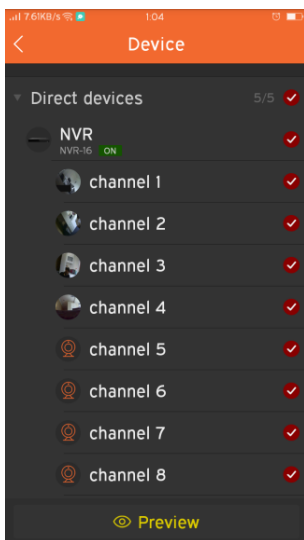 7.61KB/s 1:04
Device
Direct devices 5/5
NVR
NVR-16 ON
channel 1
channel 2
channel 3
channel 4
channel 5
channel 6
channel 7
channel 8
Preview